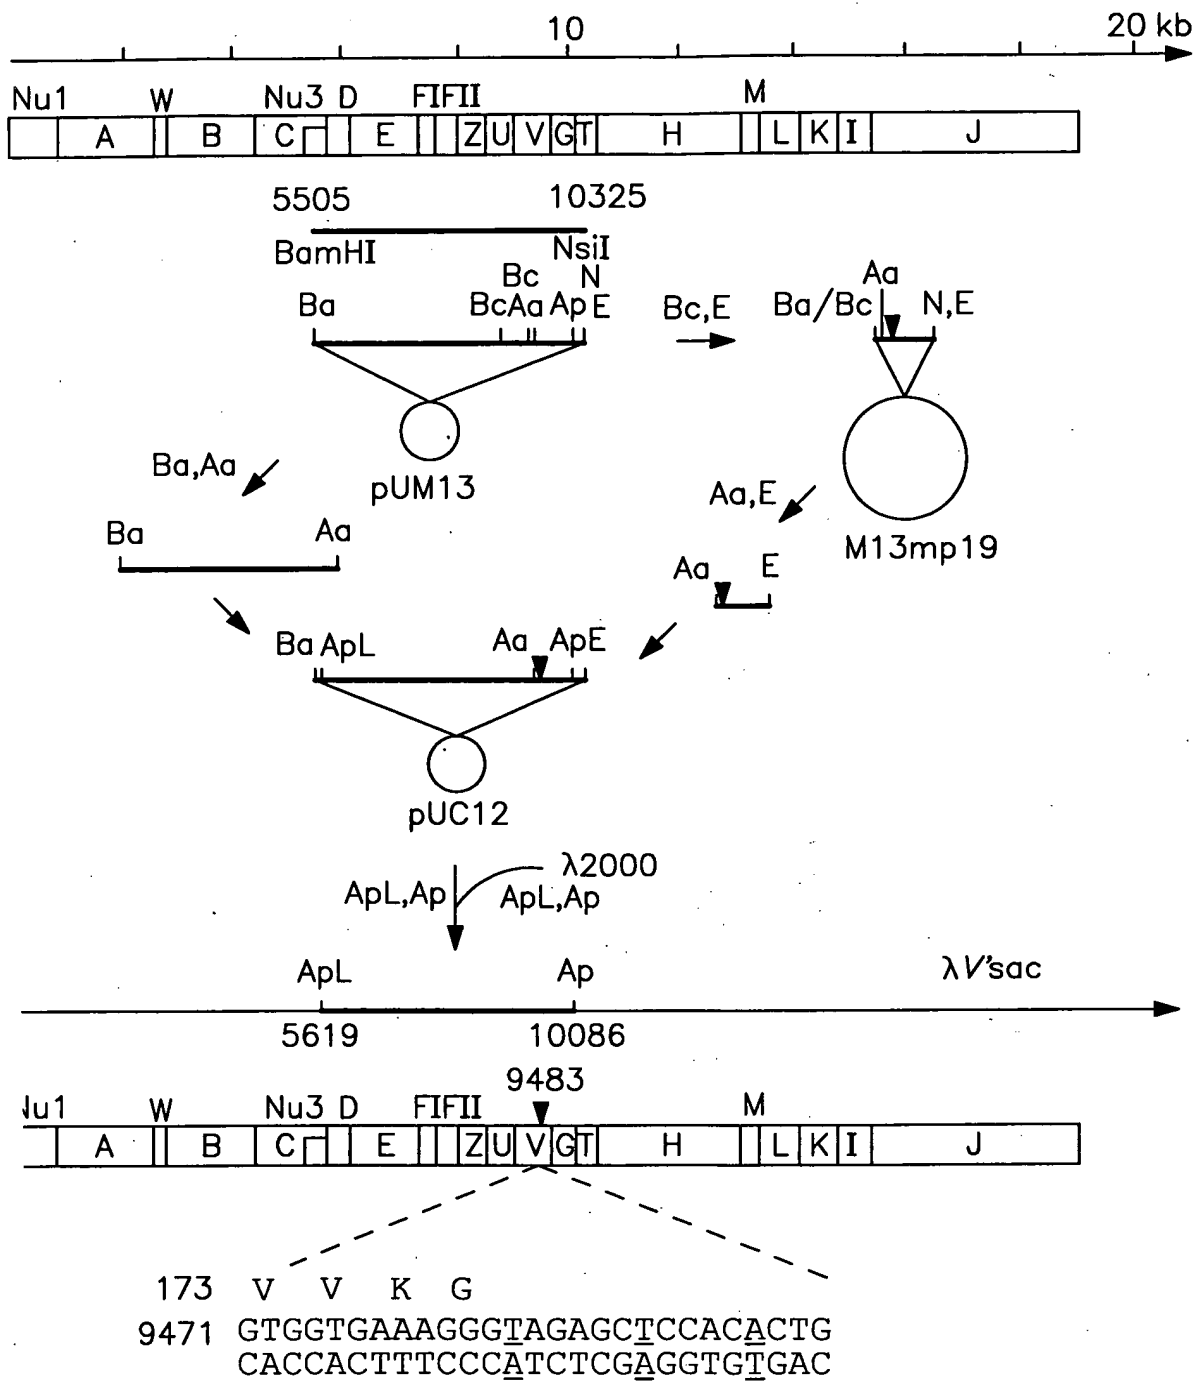 10 20 kb
Nu1 W Nu3 D FI FII M
A B C E Z U V G T H L K I J
5505 10325
BamHI NsiI
Bc N Aa
Ba Bc Aa Ap E Bc,E Ba/Bc N,E
Ba,Aa
pUM13
Aa,E
Ba Aa
M13mp19
Aa E
Ba ApL Aa Ap E
pUC12
λ2000
ApL,Ap ApL,Ap
ApL Ap λV'sac
5619 10086
9483
Nu1 W Nu3 D FI FII M
A B C E Z U V G T H L K I J
173 V V K G
9471 GTGGTGAAAGGGTAGAGCTCCACACTG
CACCACTTTCCCATCTCGAGGTGTGAC